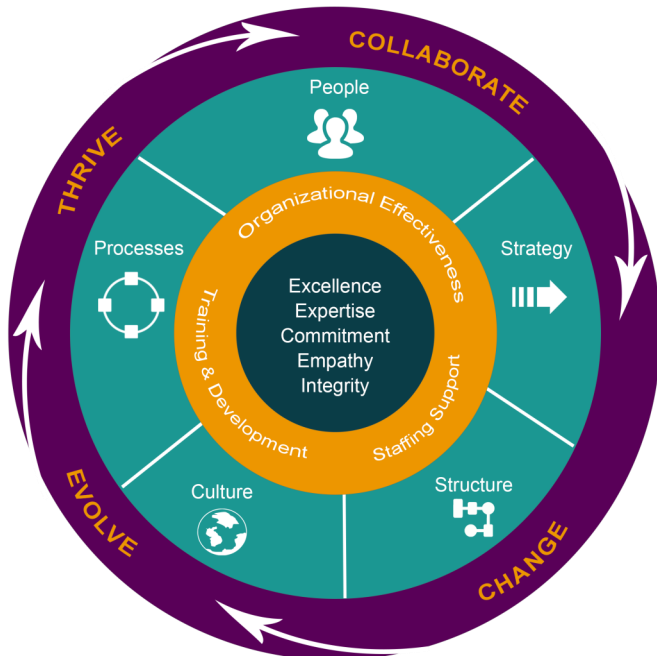 COLLABORATE
CHANGE
EVOLVE
THRIVE
People
Strategy
Structure
Culture
Processes
Organizational Effectiveness
Staffing Support
Training & Development
Excellence
Expertise
Commitment
Empathy
Integrity